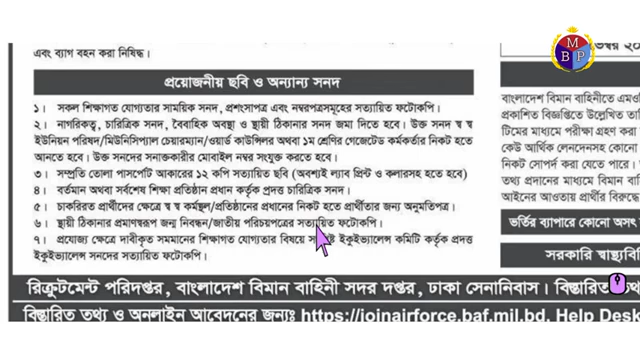 এবং ব্যাগ বহন করা নিষিদ্ধ।
প্রয়োজনীয় ছবি ও অন্যান্য সনদ
১। সকল শিক্ষাগত যোগ্যতার সাময়িক সনদ, প্রশংসাপত্র এবং নম্বরপত্রসমূহের সত্যায়িত ফটোকপি।
২। নাগরিকত্ব, চারিত্রিক সনদ, বৈবাহিক অবস্থা ও স্থায়ী ঠিকানার সনদ জমা দিতে হবে। উক্ত সনদ স্ব স্ব
ইউনিয়ন পরিষদ/মিউনিসিপ্যাল চেয়ারম্যান/ওয়ার্ড কাউন্সিলর অথবা ১ম শ্রেণির গেজেটেড কর্মকর্তার নিকট হতে
আনতে হবে। উক্ত সনদের সনাক্তকারীর মোবাইল নম্বর সংযুক্ত করতে হবে।
৩। সম্প্রতি তোলা পাসপোর্ট আকারের ১২ কপি সত্যায়িত ছবি (অবশ্যই ল্যাব প্রিন্ট ও কলারসহ হতে হবে)
৪। বর্তমান অথবা সর্বশেষ শিক্ষা প্রতিষ্ঠান প্রধান কর্তৃক প্রদত্ত চারিত্রিক সনদ।
৫। চাকরিরত প্রার্থীদের ক্ষেত্রে স্ব স্ব কর্মস্থল/প্রতিষ্ঠানের প্রধানের নিকট হতে প্রার্থীতার জন্য অনুমতিপত্র।
৬। স্থায়ী ঠিকানার প্রমাণস্বরূপ জন্ম নিবন্ধন/জাতীয় পরিচয়পত্রের সত্যায়িত ফটোকপি।
৭। প্রযোজ্য ক্ষেত্রে দাবীকৃত সমমানের শিক্ষাগত যোগ্যতার বিষয়ে ইকুইভ্যালেন্স কমিটি কর্তৃক প্রদত্ত
ইকুইভ্যালেন্স সনদের সত্যায়িত ফটোকপি।
M
B P
২০
বাংলাদেশ বিমান বাহিনীতে এমও
প্রকাশিত বিজ্ঞপ্তিতে উল্লেখিত তা
টিমের মাধ্যমে পরীক্ষা গ্রহণ করা
কেউ আর্থিক লেনদেনসহ কোনো
নিকট সোপর্দ করা যেতে পারে।
তথ্য প্রদানের মাধ্যমে বিমান বা
আইনের আওতায় প্রার্থীর বিরুদ্ধে
ভর্তির ব্যাপারে কোনো অসৎ
সরকারি স্বাস্থ্যবি
রিক্রুটমেন্ট পরিদপ্তর, বাংলাদেশ বিমান বাহিনী সদর দপ্তর, ঢাকা সেনানিবাস। বিস্তারিত
বিস্তারিত তথ্য ও অনলাইন আবেদনের জন্যঃ https://joinairforce.baf.mil.bd, Help Desk